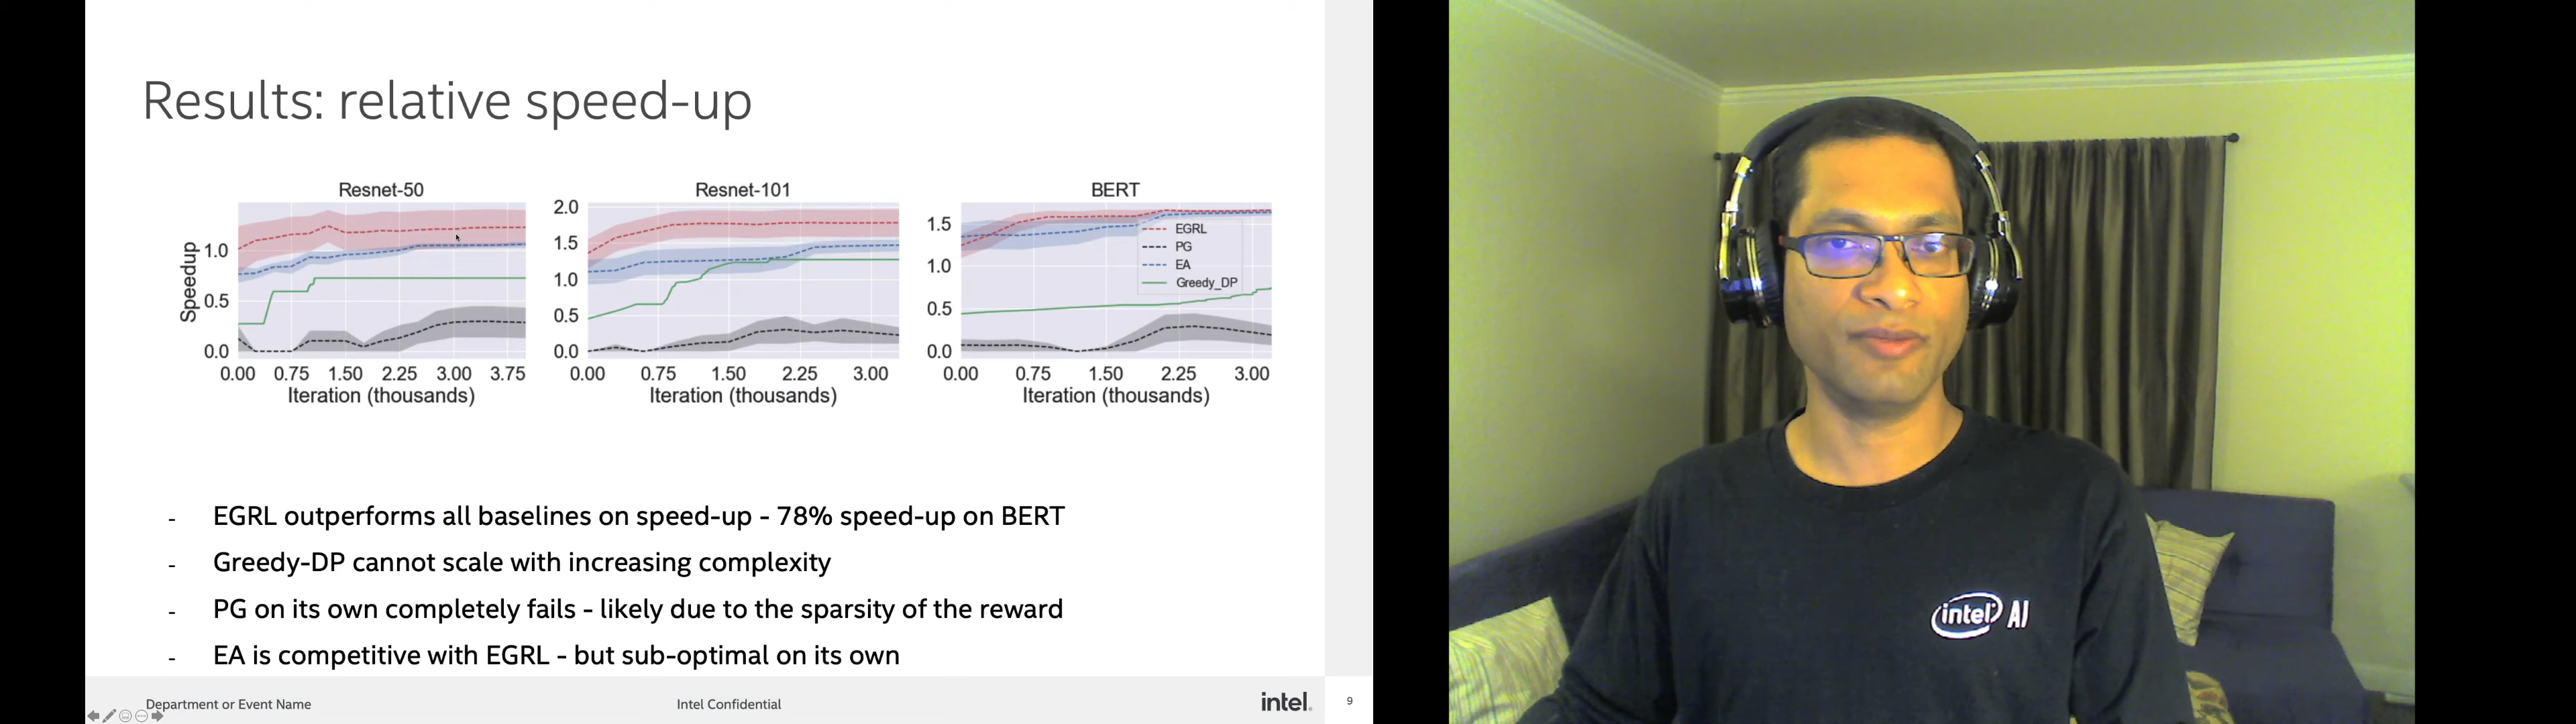 Results: relative speed-up
Resnet-50
Resnet-101
BERT
Speedup
1.0
0.5
0.0
0.00 0.75 1.50 2.25 3.00 3.75
Iteration (thousands)
2.0
1.5
1.0
0.5
0.0
0.00 0.75 1.50 2.25 3.00
Iteration (thousands)
1.5
1.0
0.5
0.0
EGRL
PG
EA
Greedy_DP
0.00 0.75 1.50 2.25 3.00
Iteration (thousands)
- EGRL outperforms all baselines on speed-up - 78% speed-up on BERT
- Greedy-DP cannot scale with increasing complexity
- PG on its own completely fails - likely due to the sparsity of the reward
- EA is competitive with EGRL - but sub-optimal on its own
Department or Event Name
Intel Confidential
intel.
9
intel AI